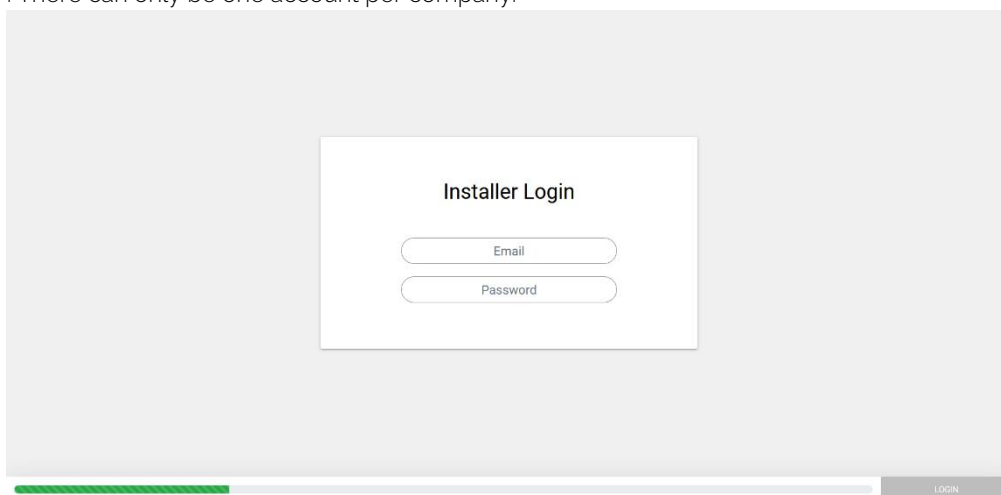 There can only be one account per company.
Installer Login
Email
Password
LOGIN